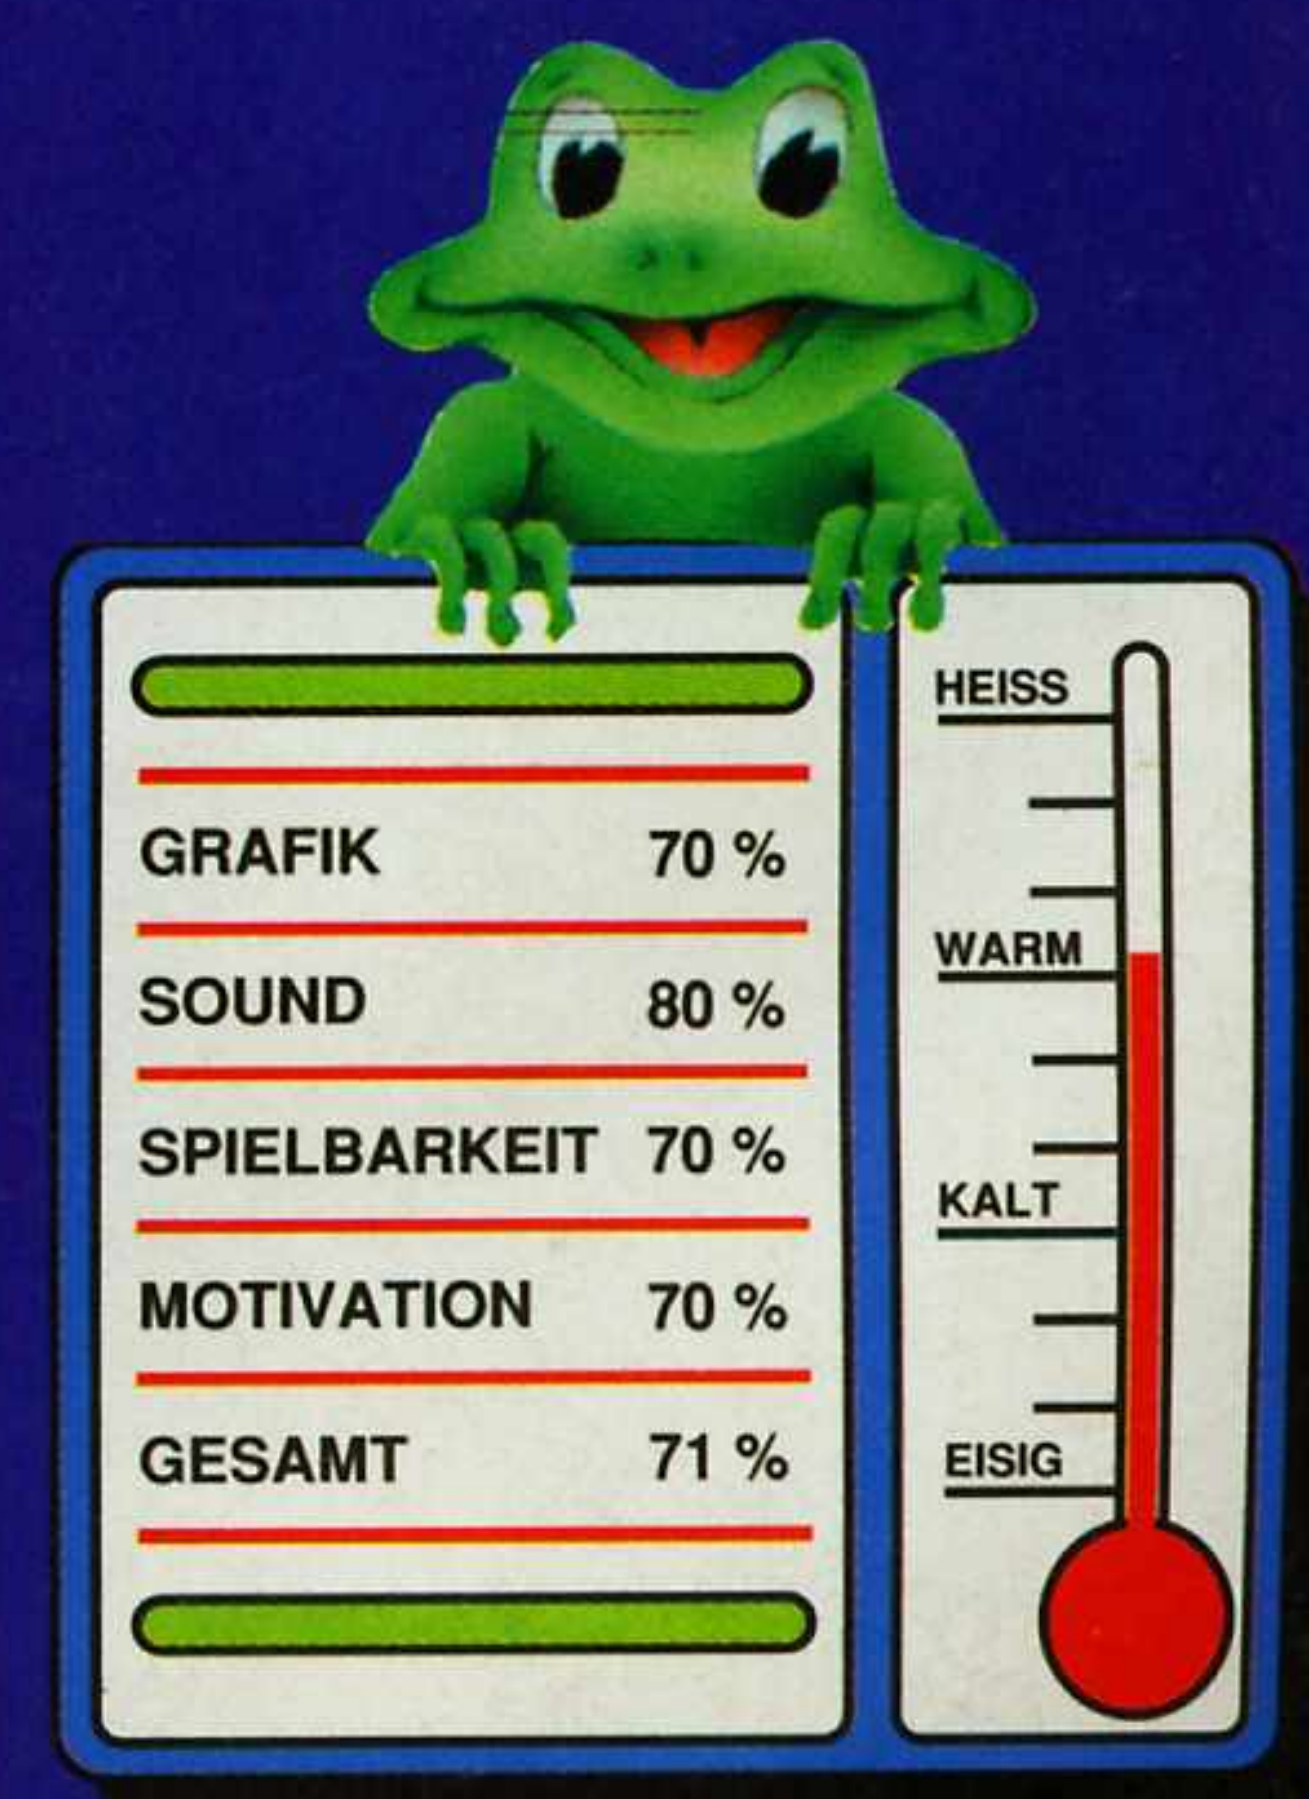 GRAFIK 70 %
SOUND 80 %
SPIELBARKEIT 70 %
MOTIVATION 70 %
GESAMT 71 %
HEISS
WARM
KALT
EISIG